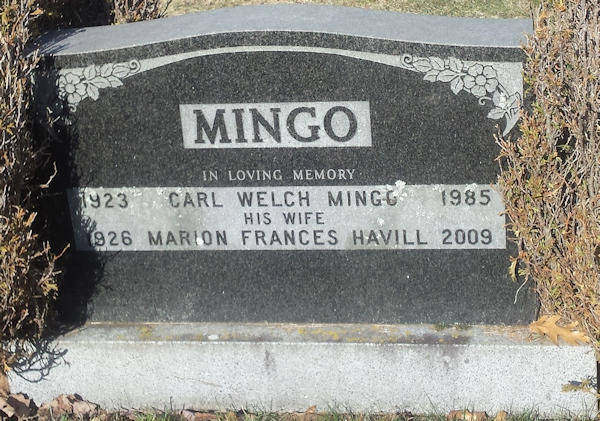 MINGO
IN LOVING MEMORY
1923 CARL WELCH MINGO 1985
HIS WIFE
1926 MARION FRANCES HAVILL 2009